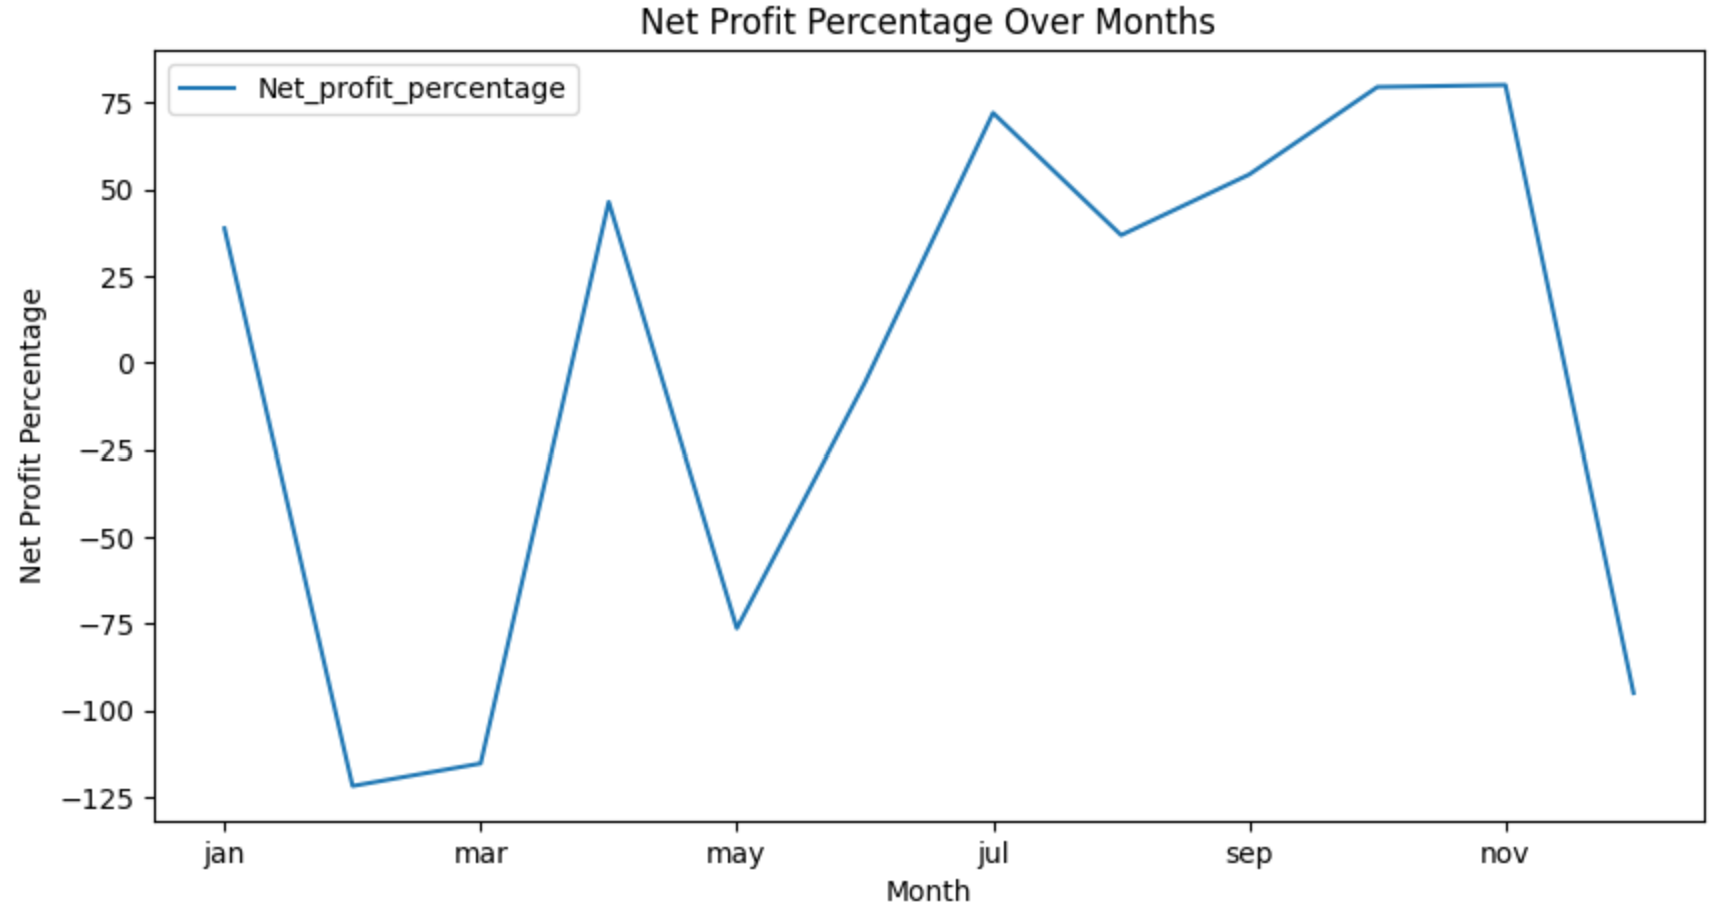 Net Profit Percentage Over Months
Net_profit_percentage
75
50
25
0
−25
−50
−75
−100
−125
Net Profit Percentage
jan mar may jul sep nov
Month